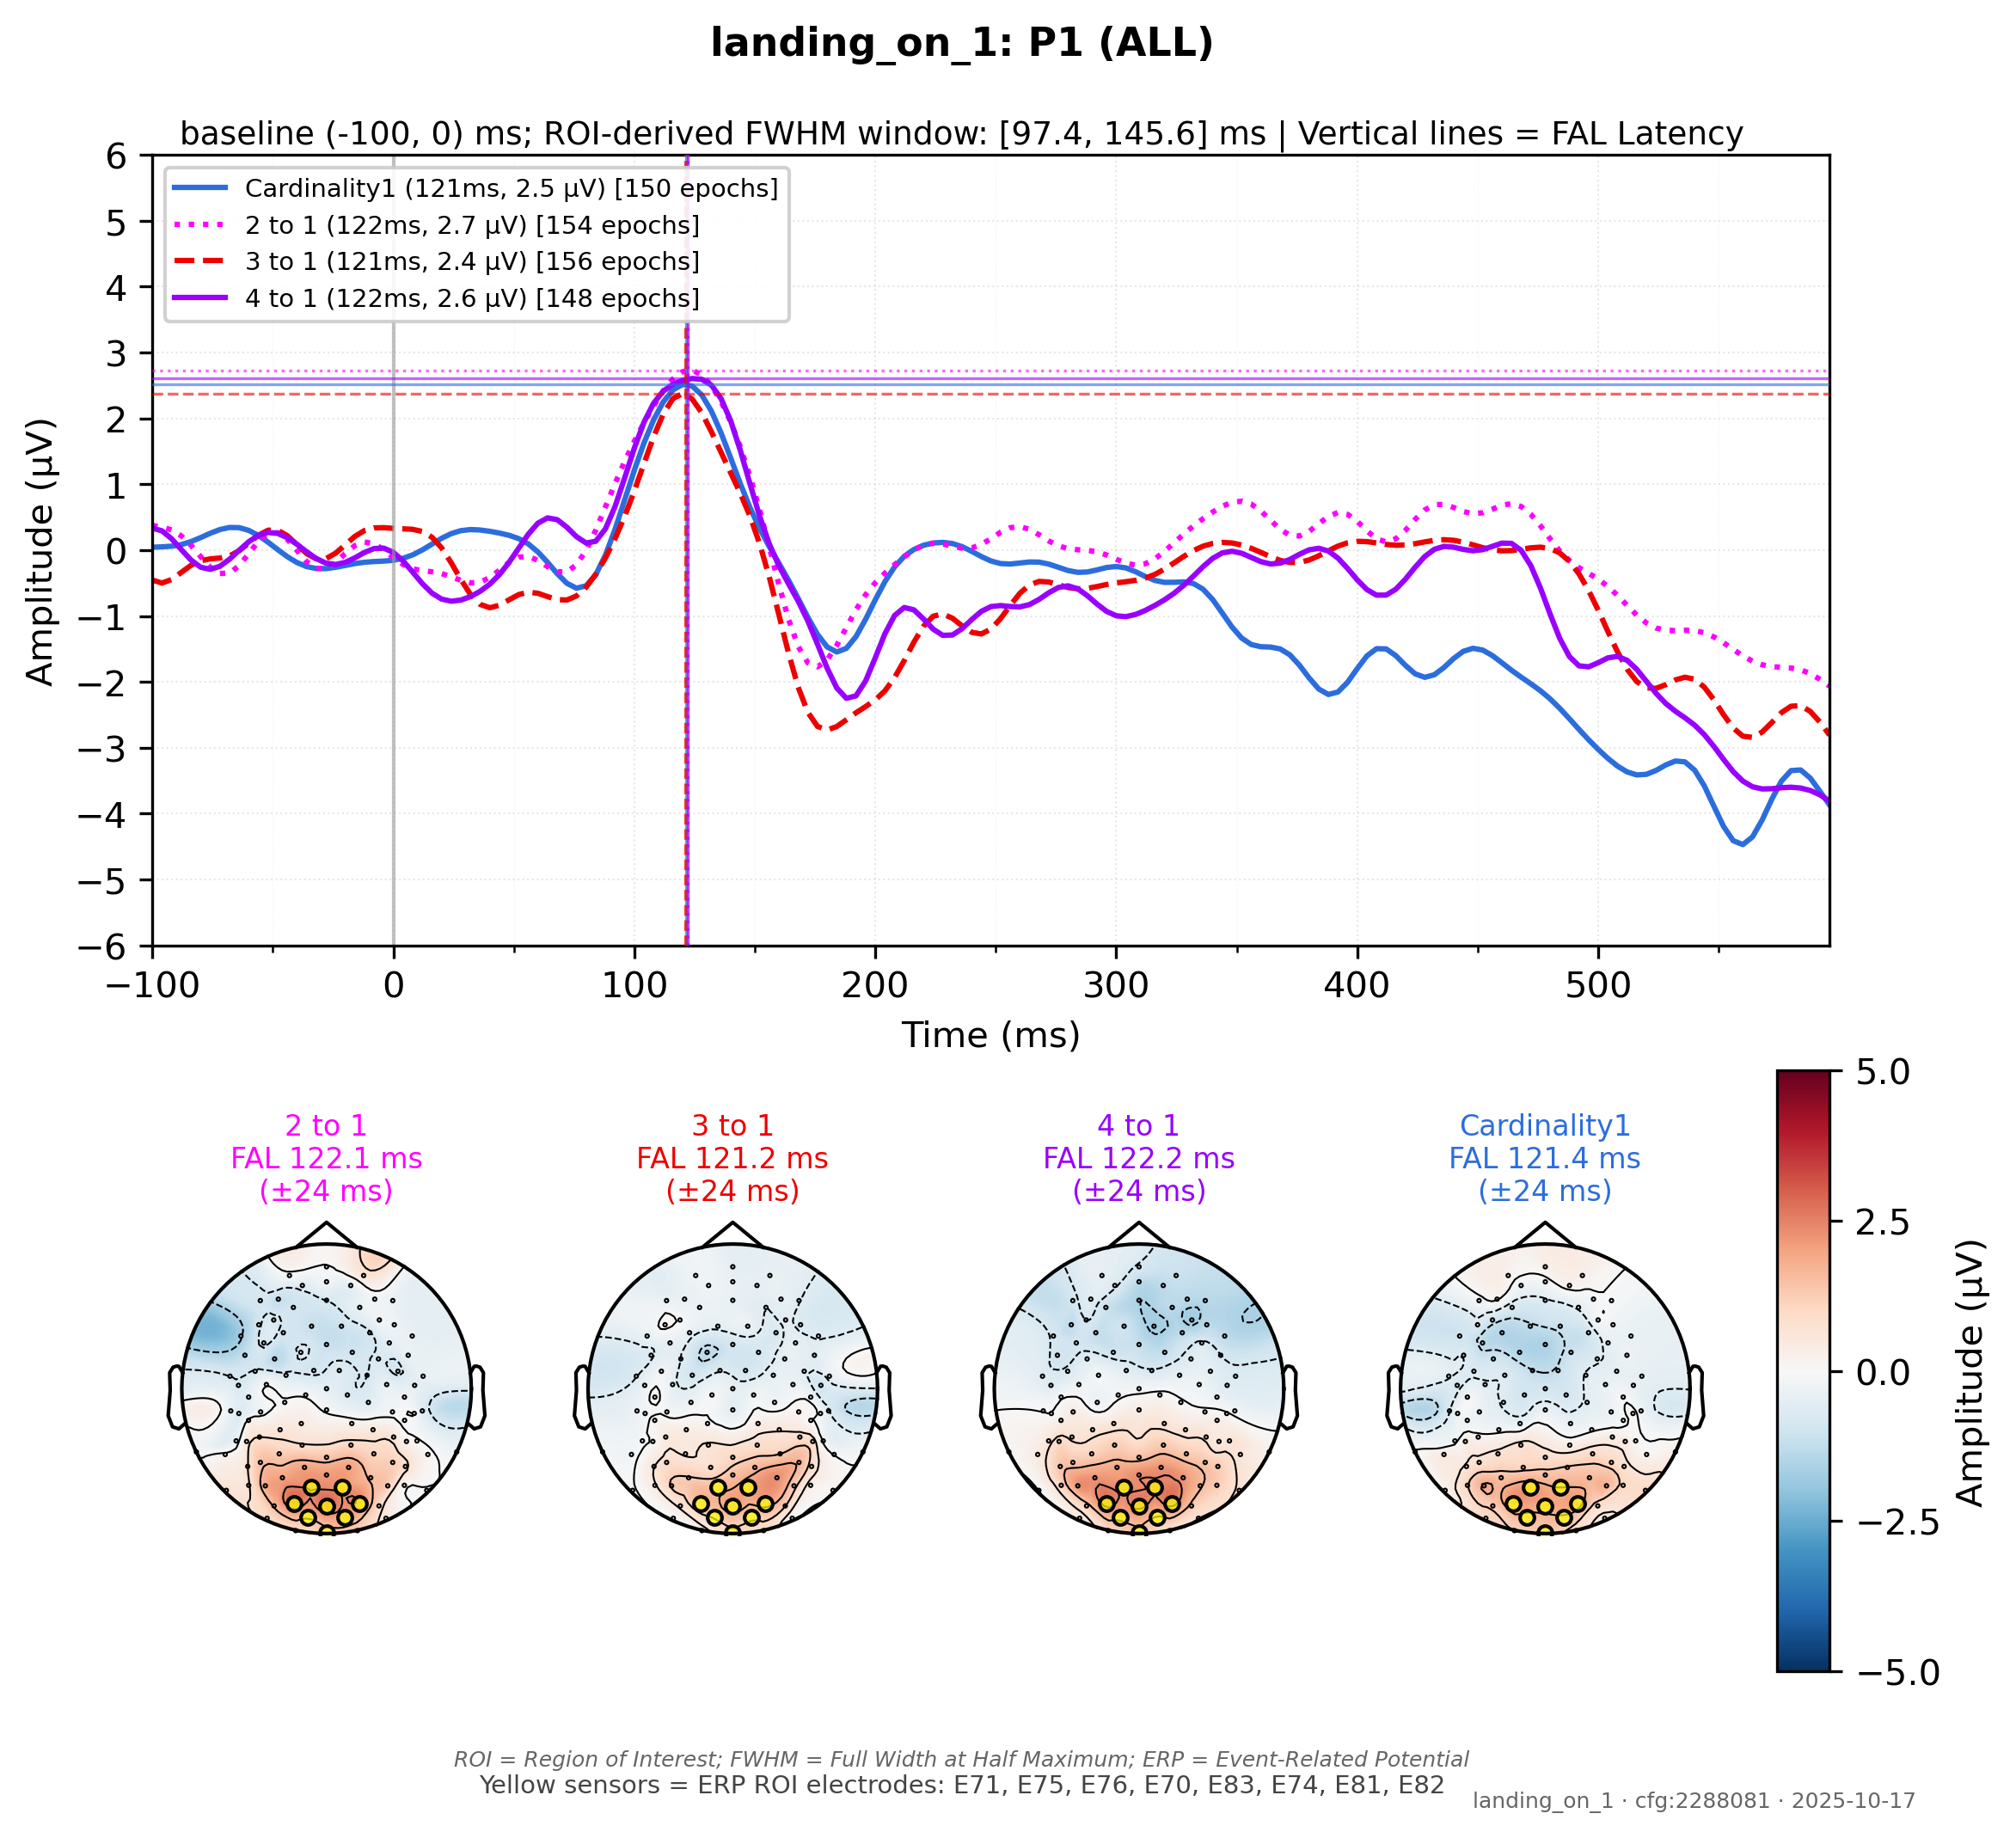 landing_on_1: P1 (ALL)
baseline (-100, 0) ms; ROI-derived FWHM window: [97.4, 145.6] ms | Vertical lines = FAL Latency
Cardinality1 (121ms, 2.5 µV) [150 epochs]
2 to 1 (122ms, 2.7 µV) [154 epochs]
3 to 1 (121ms, 2.4 µV) [156 epochs]
4 to 1 (122ms, 2.6 µV) [148 epochs]
Amplitude (µV)
6
5
4
3
2
1
0
−1
−2
−3
−4
−5
−6
−100
0
100
200
300
400
500
Time (ms)
2 to 1
FAL 122.1 ms
(±24 ms)
3 to 1
FAL 121.2 ms
(±24 ms)
4 to 1
FAL 122.2 ms
(±24 ms)
Cardinality1
FAL 121.4 ms
(±24 ms)
5.0
2.5
0.0
−2.5
−5.0
Amplitude (µV)
ROI = Region of Interest; FWHM = Full Width at Half Maximum; ERP = Event-Related Potential
Yellow sensors = ERP ROI electrodes: E71, E75, E76, E70, E83, E74, E81, E82
landing_on_1 · cfg:2288081 · 2025-10-17